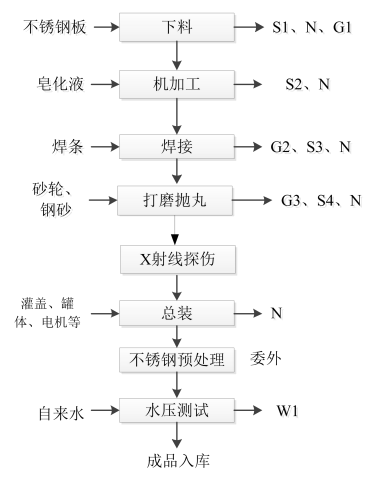 不锈钢板 下料 S1、N、G1
皂化液 机加工 S2、N
焊条 焊接 G2、S3、N
砂轮、
钢砂 打磨抛丸 G3、S4、N
X射线探伤
灌盖、罐
体、电机等 总装 N
不锈钢预处理 委外
自来水 水压测试 W1
成品入库